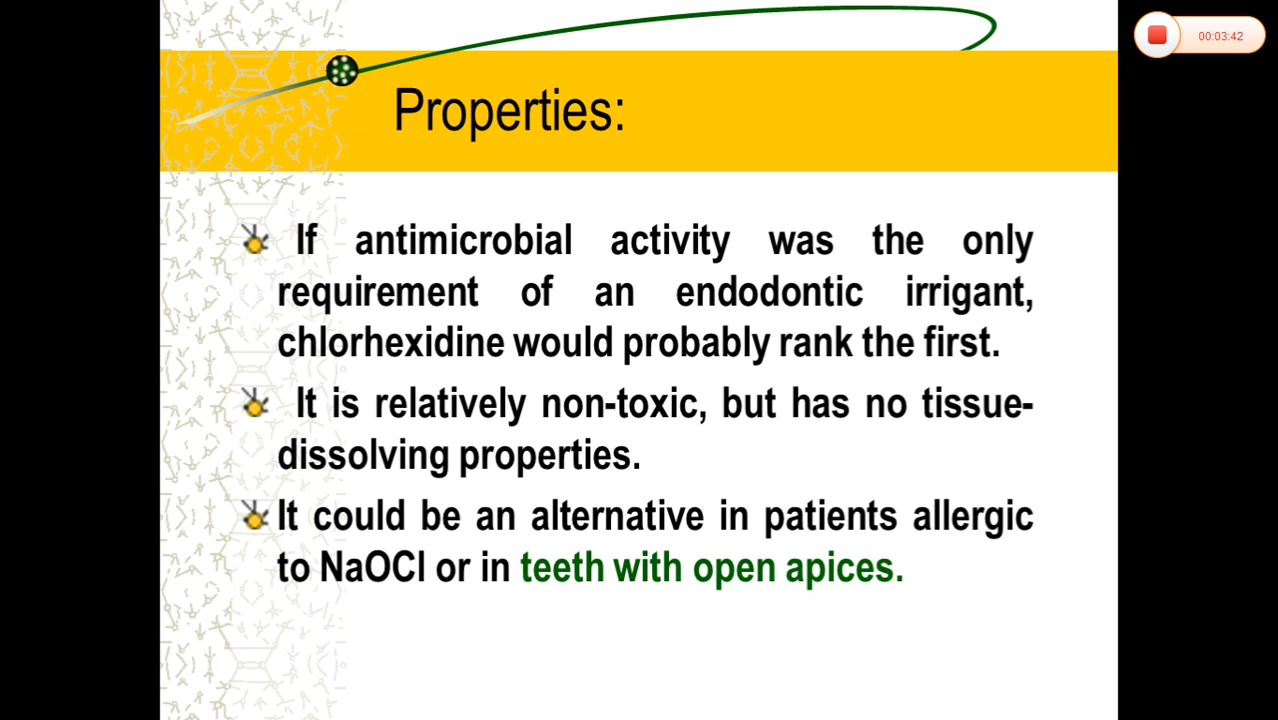 00:03:42
Properties:
If antimicrobial activity was the only
requirement of an endodontic irrigant,
chlorhexidine would probably rank the first.
It is relatively non-toxic, but has no tissue-
dissolving properties.
It could be an alternative in patients allergic
to NaOCl or in teeth with open apices.